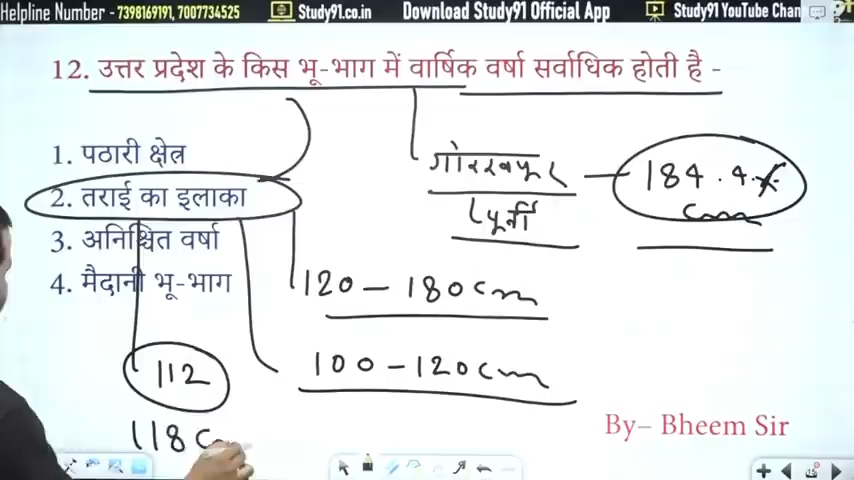 Helpline Number - 7398169191, 7007734525 Study91.co.in Download Study91 Official App Study91 YouTube Chan
12. उत्तर प्रदेश के किस भू-भाग में वार्षिक वर्षा सर्वाधिक होती है -
1. पठारी क्षेत्र
2. तराई का इलाका
3. अनिश्चित वर्षा
4. मैदानी भू-भाग
गोरखपुर
184.4
cm
(पूर्वी
120 - 180cm
100 - 120cm
112
118 c
By– Bheem Sir